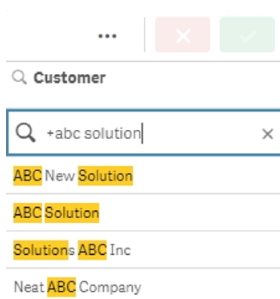 Customer
+abc solution
ABC New Solution
ABC Solution
Solutions ABC Inc
Neat ABC Company